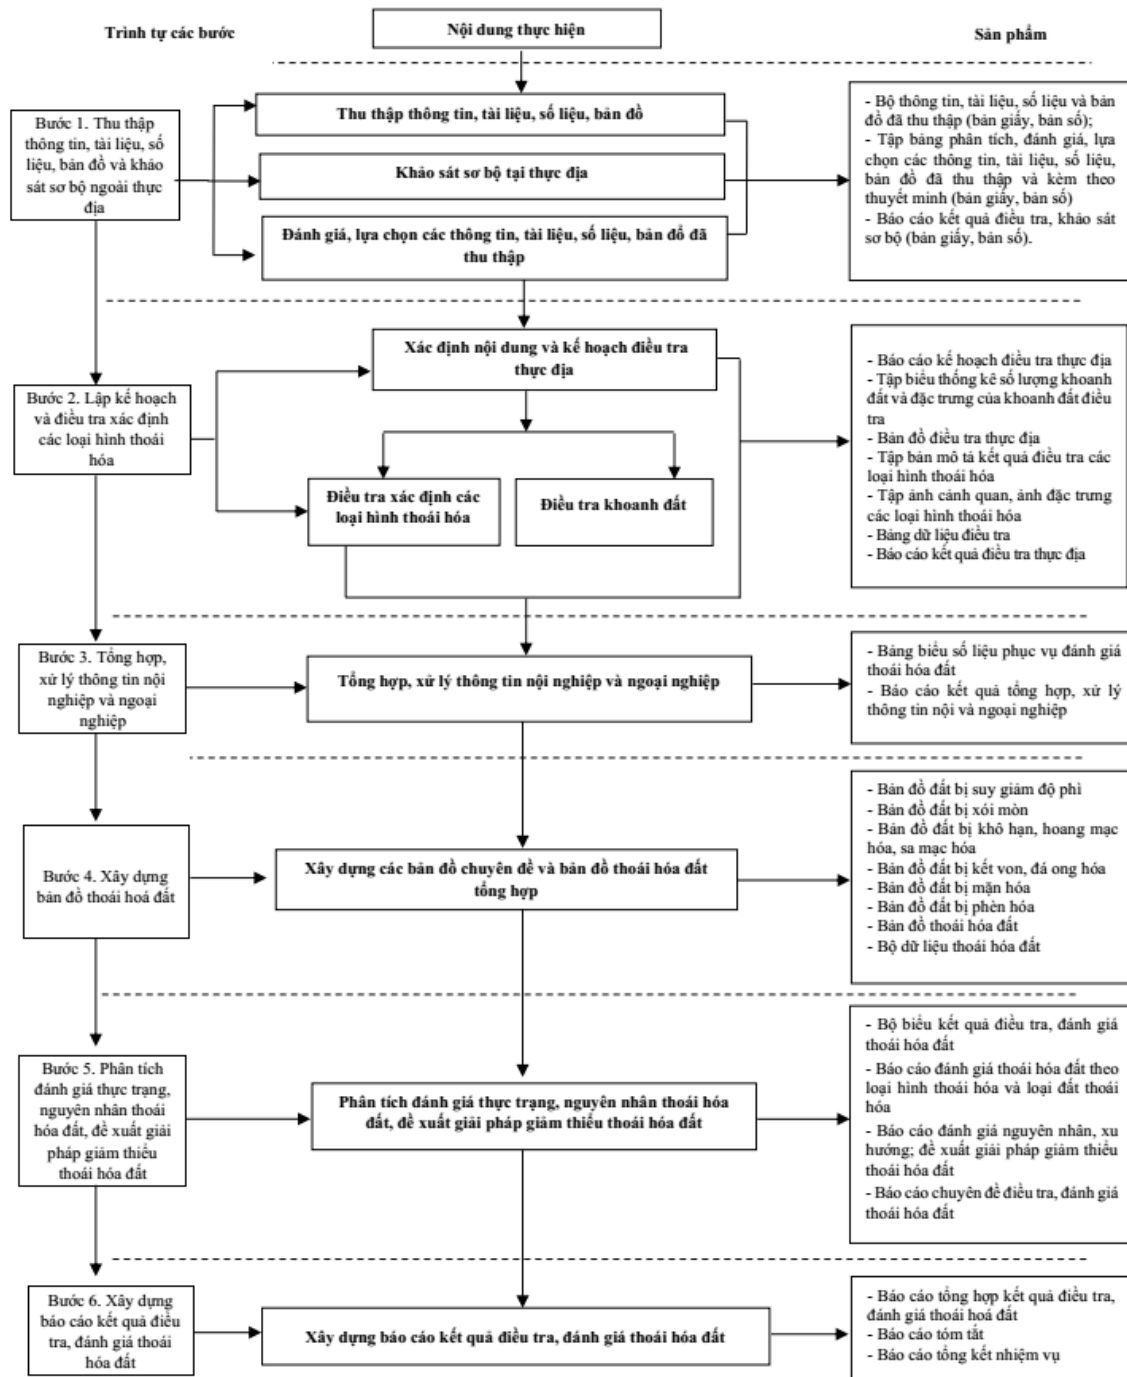 Trình tự các bước
Nội dung thực hiện
Sản phẩm
Bước 1. Thu thập
thông tin, tài liệu, số
liệu, bản đồ và khảo
sát sơ bộ ngoài thực
địa
Thu thập thông tin, tài liệu, số liệu, bản đồ
Khảo sát sơ bộ tại thực địa
Đánh giá, lựa chọn các thông tin, tài liệu, số liệu, bản đồ đã
thu thập
- Bộ thông tin, tài liệu, số liệu và bản
đồ đã thu thập (bản giấy, bản số);
- Tập bảng phân tích, đánh giá, lựa
chọn các thông tin, tài liệu, số liệu,
bản đồ đã thu thập và kèm theo
thuyết minh (bản giấy, bản số)
- Báo cáo kết quả điều tra, khảo sát
sơ bộ (bản giấy, bản số).
Bước 2. Lập kế hoạch
và điều tra xác định
các loại hình thoái
hóa
Xác định nội dung và kế hoạch điều tra
thực địa
Điều tra xác định các
loại hình thoái hóa
Điều tra khoanh đất
- Báo cáo kế hoạch điều tra thực địa
- Tập biểu thống kê số lượng khoanh
đất và đặc trưng của khoanh đất điều
tra
- Bản đồ điều tra thực địa
- Tập bản mô tả kết quả điều tra các
loại hình thoái hóa
- Tập ảnh cảnh quan, ảnh đặc trưng
các loại hình thoái hóa
- Bảng dữ liệu điều tra
- Báo cáo kết quả điều tra thực địa
Bước 3. Tổng hợp,
xử lý thông tin nội
nghiệp và ngoại
nghiệp
Tổng hợp, xử lý thông tin nội nghiệp và ngoại nghiệp
- Bảng biểu số liệu phục vụ đánh giá
thoái hóa đất
- Báo cáo kết quả tổng hợp, xử lý
thông tin nội và ngoại nghiệp
Bước 4. Xây dựng
bản đồ thoái hoá đất
Xây dựng các bản đồ chuyên đề và bản đồ thoái hóa đất
tổng hợp
- Bản đồ đất bị suy giảm độ phì
- Bản đồ đất bị xói mòn
- Bản đồ đất bị khô hạn, hoang mạc
hóa, sa mạc hóa
- Bản đồ đất bị kết von, đá ong hóa
- Bản đồ đất bị mặn hóa
- Bản đồ đất bị phèn hóa
- Bản đồ thoái hóa đất
- Bộ dữ liệu thoái hóa đất
Bước 5. Phân tích
đánh giá thực trạng,
nguyên nhân thoái
hóa đất, đề xuất giải
pháp giảm thiểu
thoái hóa đất
Phân tích đánh giá thực trạng, nguyên nhân thoái hóa
đất, đề xuất giải pháp giảm thiểu thoái hóa đất
- Bộ biểu kết quả điều tra, đánh giá
thoái hóa đất
- Báo cáo đánh giá thoái hóa đất theo
loại hình thoái hóa và loại đất thoái
hóa
- Báo cáo đánh giá nguyên nhân, xu
hướng; đề xuất giải pháp giảm thiểu
thoái hóa đất
- Báo cáo chuyên đề điều tra, đánh giá
thoái hóa đất
Bước 6. Xây dựng
báo cáo kết quả điều
tra, đánh giá thoái
hóa đất
Xây dựng báo cáo kết quả điều tra, đánh giá thoái hóa đất
- Báo cáo tổng hợp kết quả điều tra,
đánh giá thoái hoá đất
- Báo cáo tóm tắt
- Báo cáo tổng kết nhiệm vụ